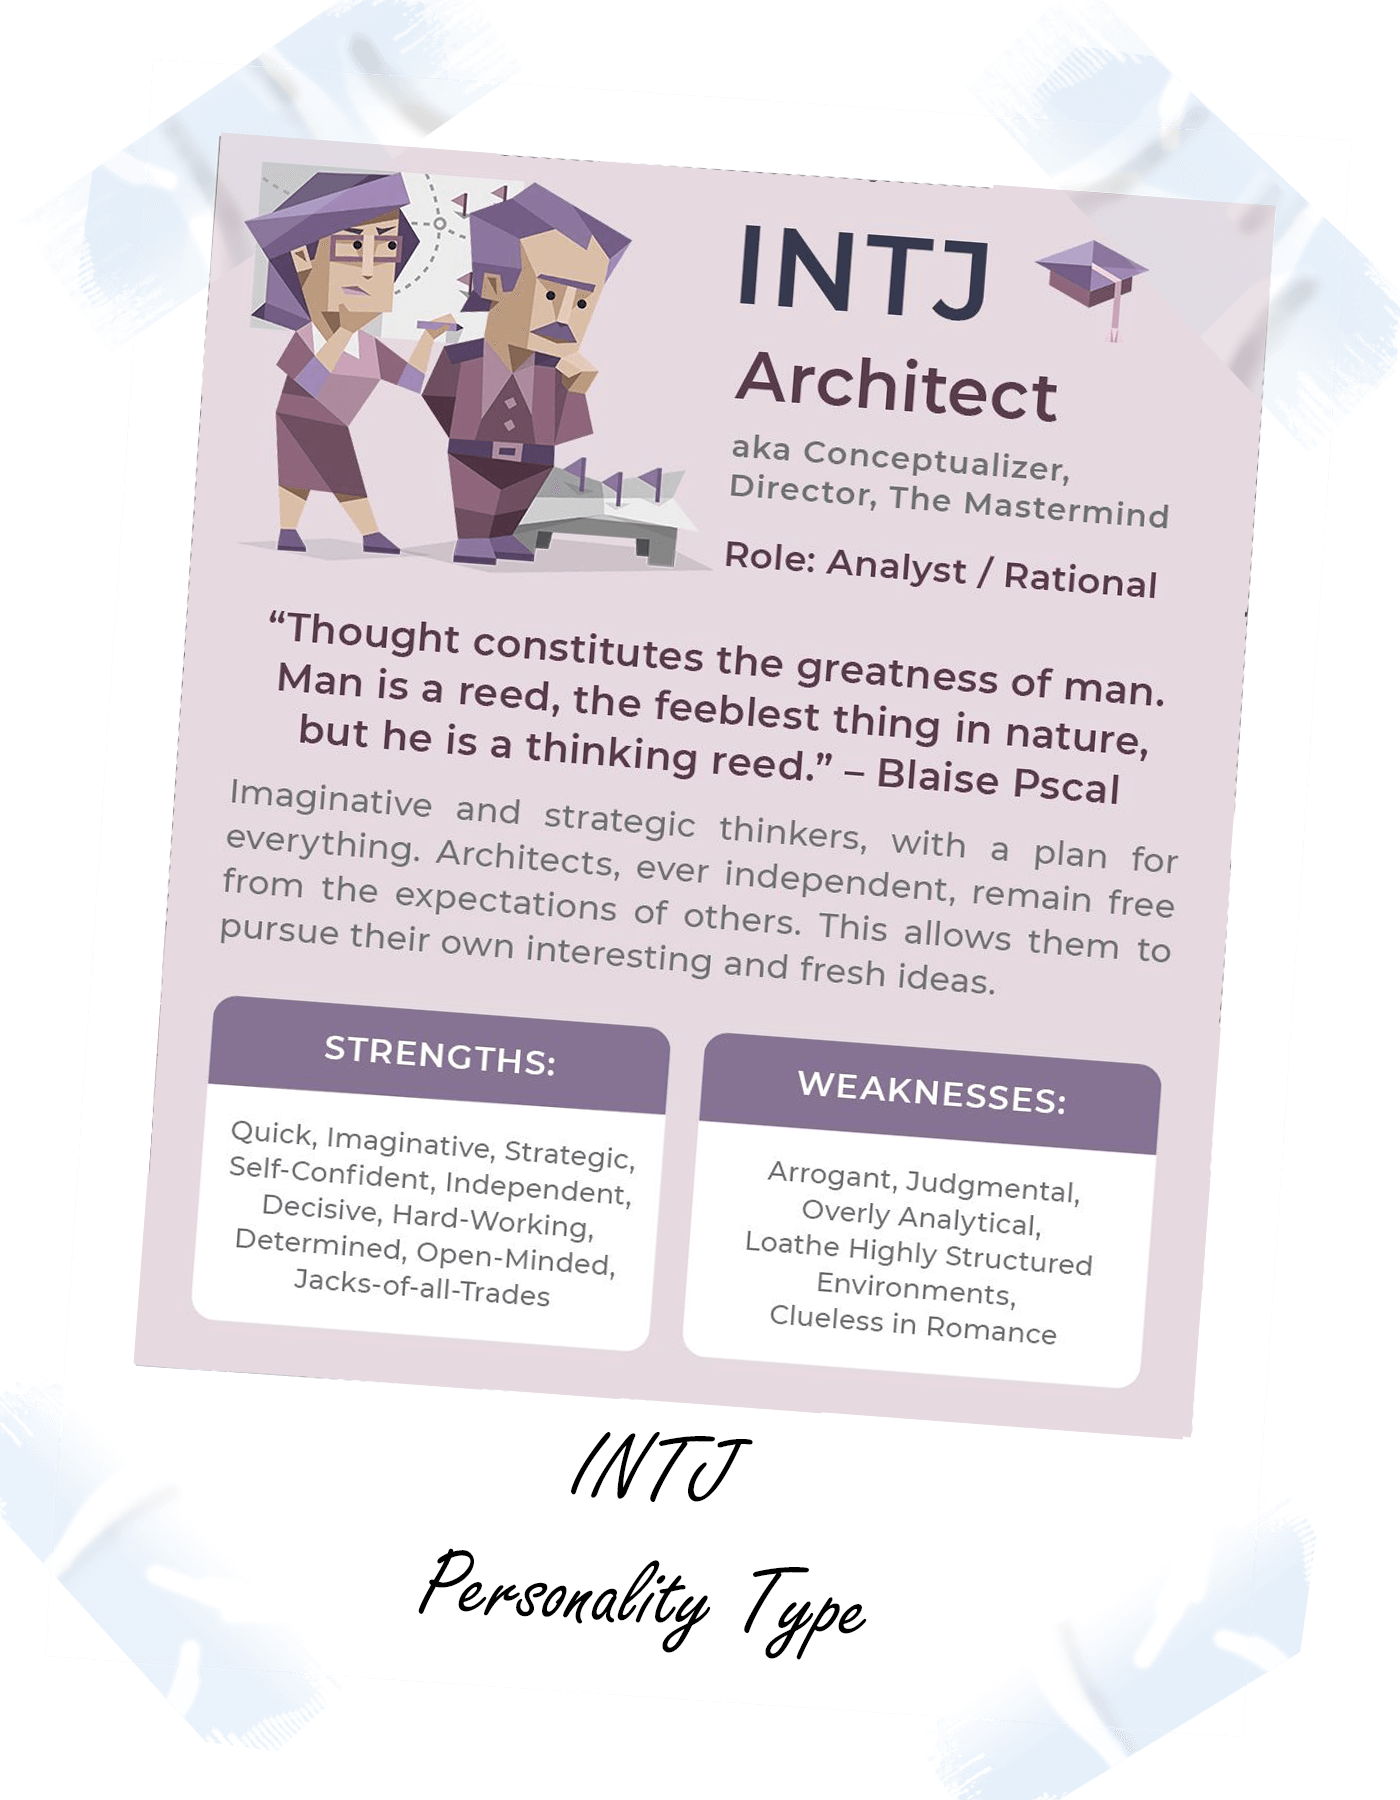 INTJ
Architect
aka Conceptualizer,
Director, The Mastermind
Role: Analyst / Rational
“Thought constitutes the greatness of man.
Man is a reed, the feeblest thing in nature,
but he is a thinking reed.” – Blaise Pscal
Imaginative and strategic thinkers, with a plan for
everything. Architects, ever independent, remain free
from the expectations of others. This allows them to
pursue their own interesting and fresh ideas.
STRENGTHS:
Quick, Imaginative, Strategic,
Self-Confident, Independent,
Decisive, Hard-Working,
Determined, Open-Minded,
Jacks-of-all-Trades
WEAKNESSES:
Arrogant, Judgmental,
Overly Analytical,
Loathe Highly Structured
Environments,
Clueless in Romance
INTJ
Personality Type